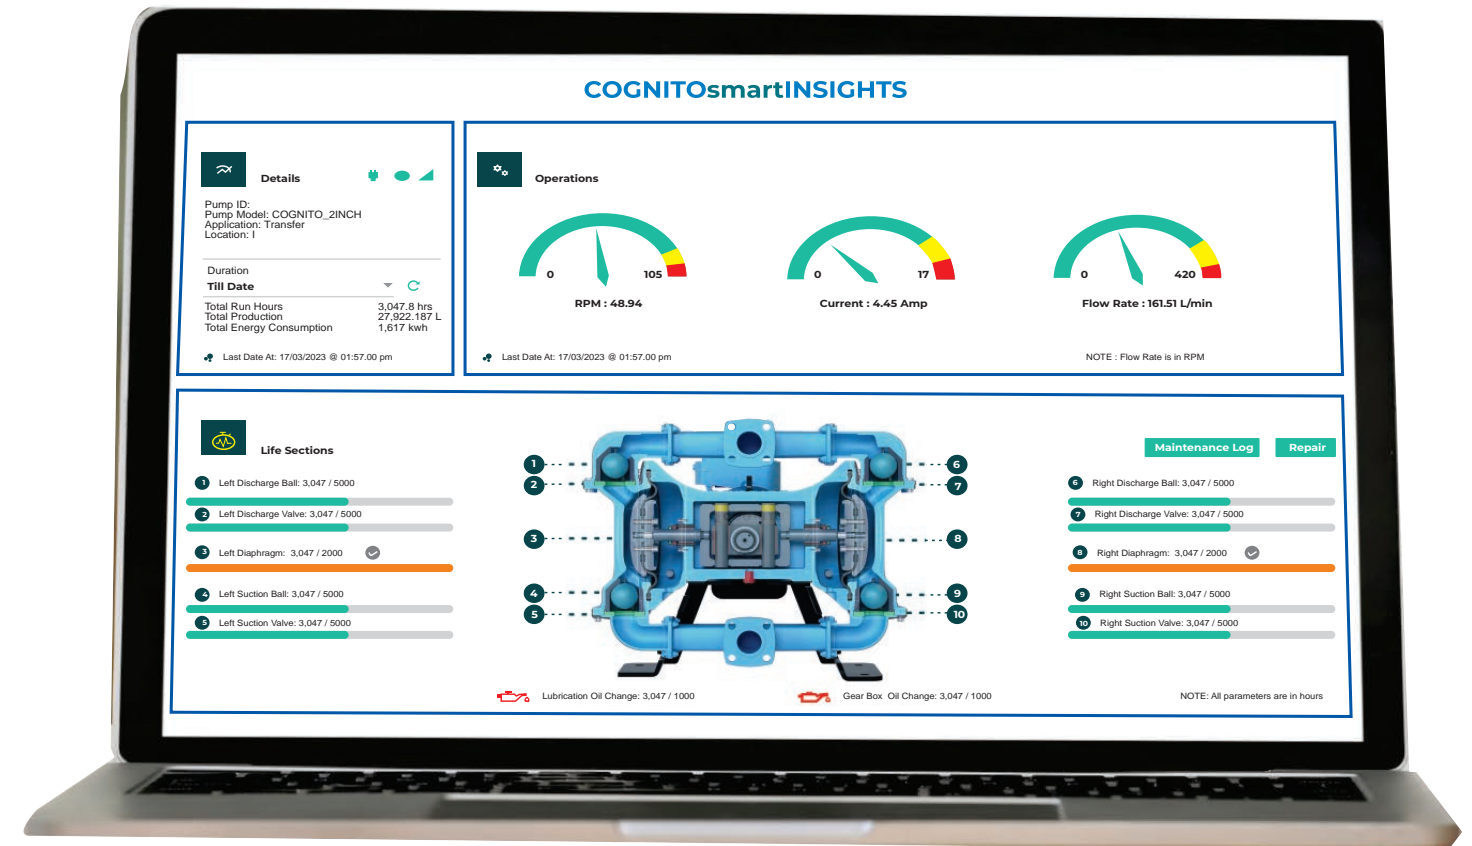 COGNITOsmartINSIGHTS
Details
Pump ID:
Pump Model: COGNITO_2INCH
Application: Transfer
Location: I
Duration
Till Date
Total Run Hours 3,047.8 hrs
Total Production 27,922.187 L
Total Energy Consumption 1,617 kwh
Last Date At: 17/03/2023 @ 01:57.00 pm
Operations
0 105
RPM : 48.94
0 17
Current : 4.45 Amp
0 420
Flow Rate : 161.51 L/min
Last Date At: 17/03/2023 @ 01:57.00 pm
NOTE : Flow Rate is in RPM
Life Sections
1 Left Discharge Ball: 3,047 / 5000
2 Left Discharge Valve: 3,047 / 5000
3 Left Diaphragm: 3,047 / 2000
4 Left Suction Ball: 3,047 / 5000
5 Left Suction Valve: 3,047 / 5000
1
2
3
4
5
6
7
8
9
10
Maintenance Log
Repair
6 Right Discharge Ball: 3,047 / 5000
7 Right Discharge Valve: 3,047 / 5000
8 Right Diaphragm: 3,047 / 2000
9 Right Suction Ball: 3,047 / 5000
10 Right Suction Valve: 3,047 / 5000
Lubrication Oil Change: 3,047 / 1000
Gear Box Oil Change: 3,047 / 1000
NOTE: All parameters are in hours